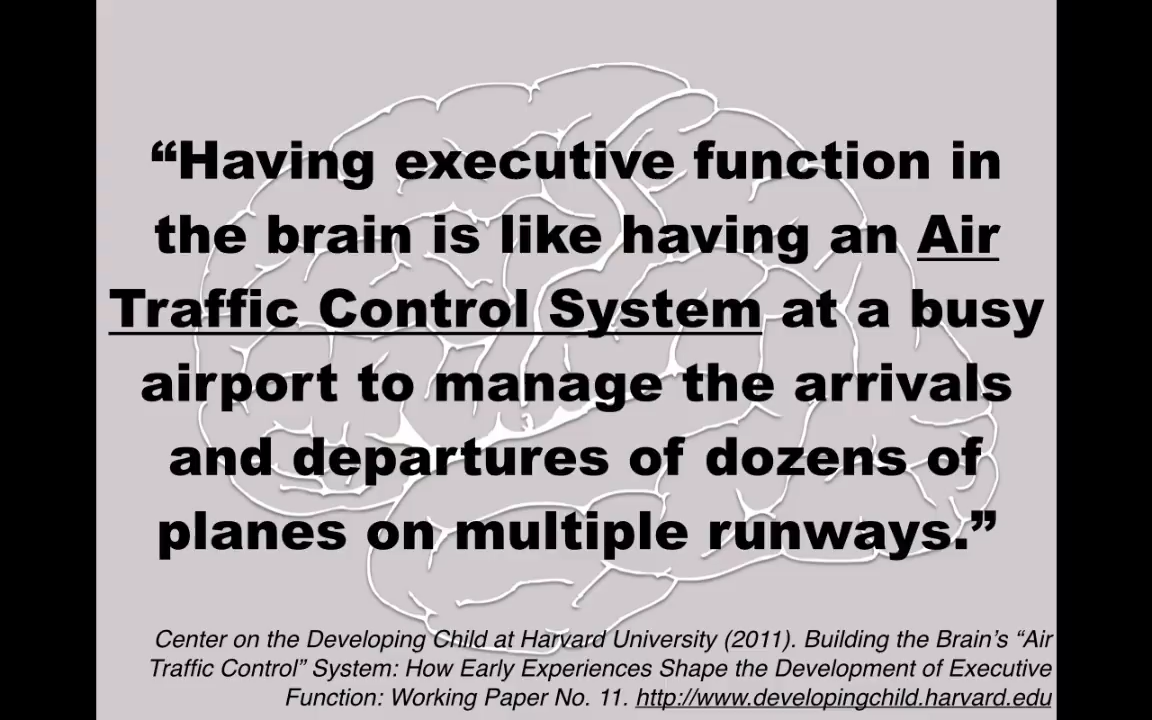 “Having executive function in
the brain is like having an Air
Traffic Control System at a busy
airport to manage the arrivals
and departures of dozens of
planes on multiple runways.”
Center on the Developing Child at Harvard University (2011). Building the Brain’s “Air
Traffic Control” System: How Early Experiences Shape the Development of Executive
Function: Working Paper No. 11. http://www.developingchild.harvard.edu